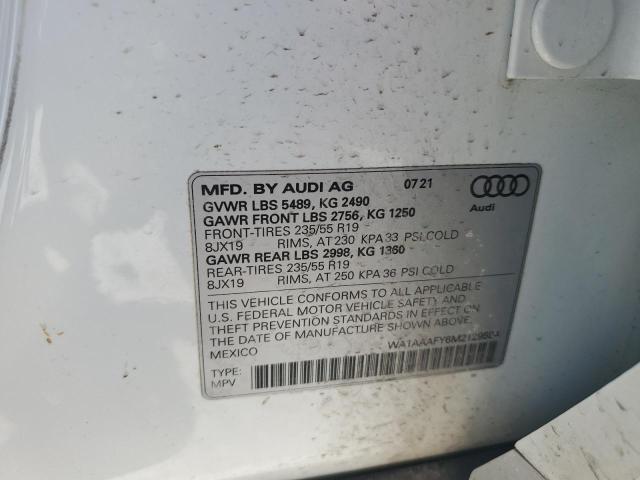 MFD. BY AUDI AG 07 21
GVWR LBS 5489, KG 2490
GAWR FRONT LBS 2756, KG 1250
FRONT-TIRES 235/55 R19
8JX19 RIMS, AT 230 KPA 33 PSI COLD
GAWR REAR LBS 2998, KG 1360
REAR-TIRES 235/55 R19
8JX19 RIMS, AT 250 KPA 36 PSI COLD
Audi
THIS VEHICLE CONFORMS TO ALL APPLICABLE
U.S. FEDERAL MOTOR VEHICLE SAFETY AND
THEFT PREVENTION STANDARDS IN EFFECT ON
THE DATE OF MANUFACTURE SHOWN ABOVE.
MEXICO
TYPE:
MPV